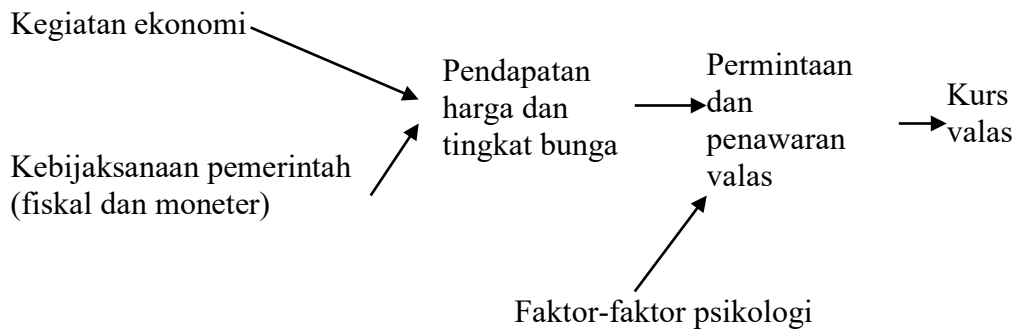 Kegiatan ekonomi
Kebijaksanaan pemerintah
(fiskal dan moneter)
Pendapatan
harga dan
tingkat bunga
Permintaan
dan
penawaran
valas
Kurs
valas
Faktor-faktor psikologi